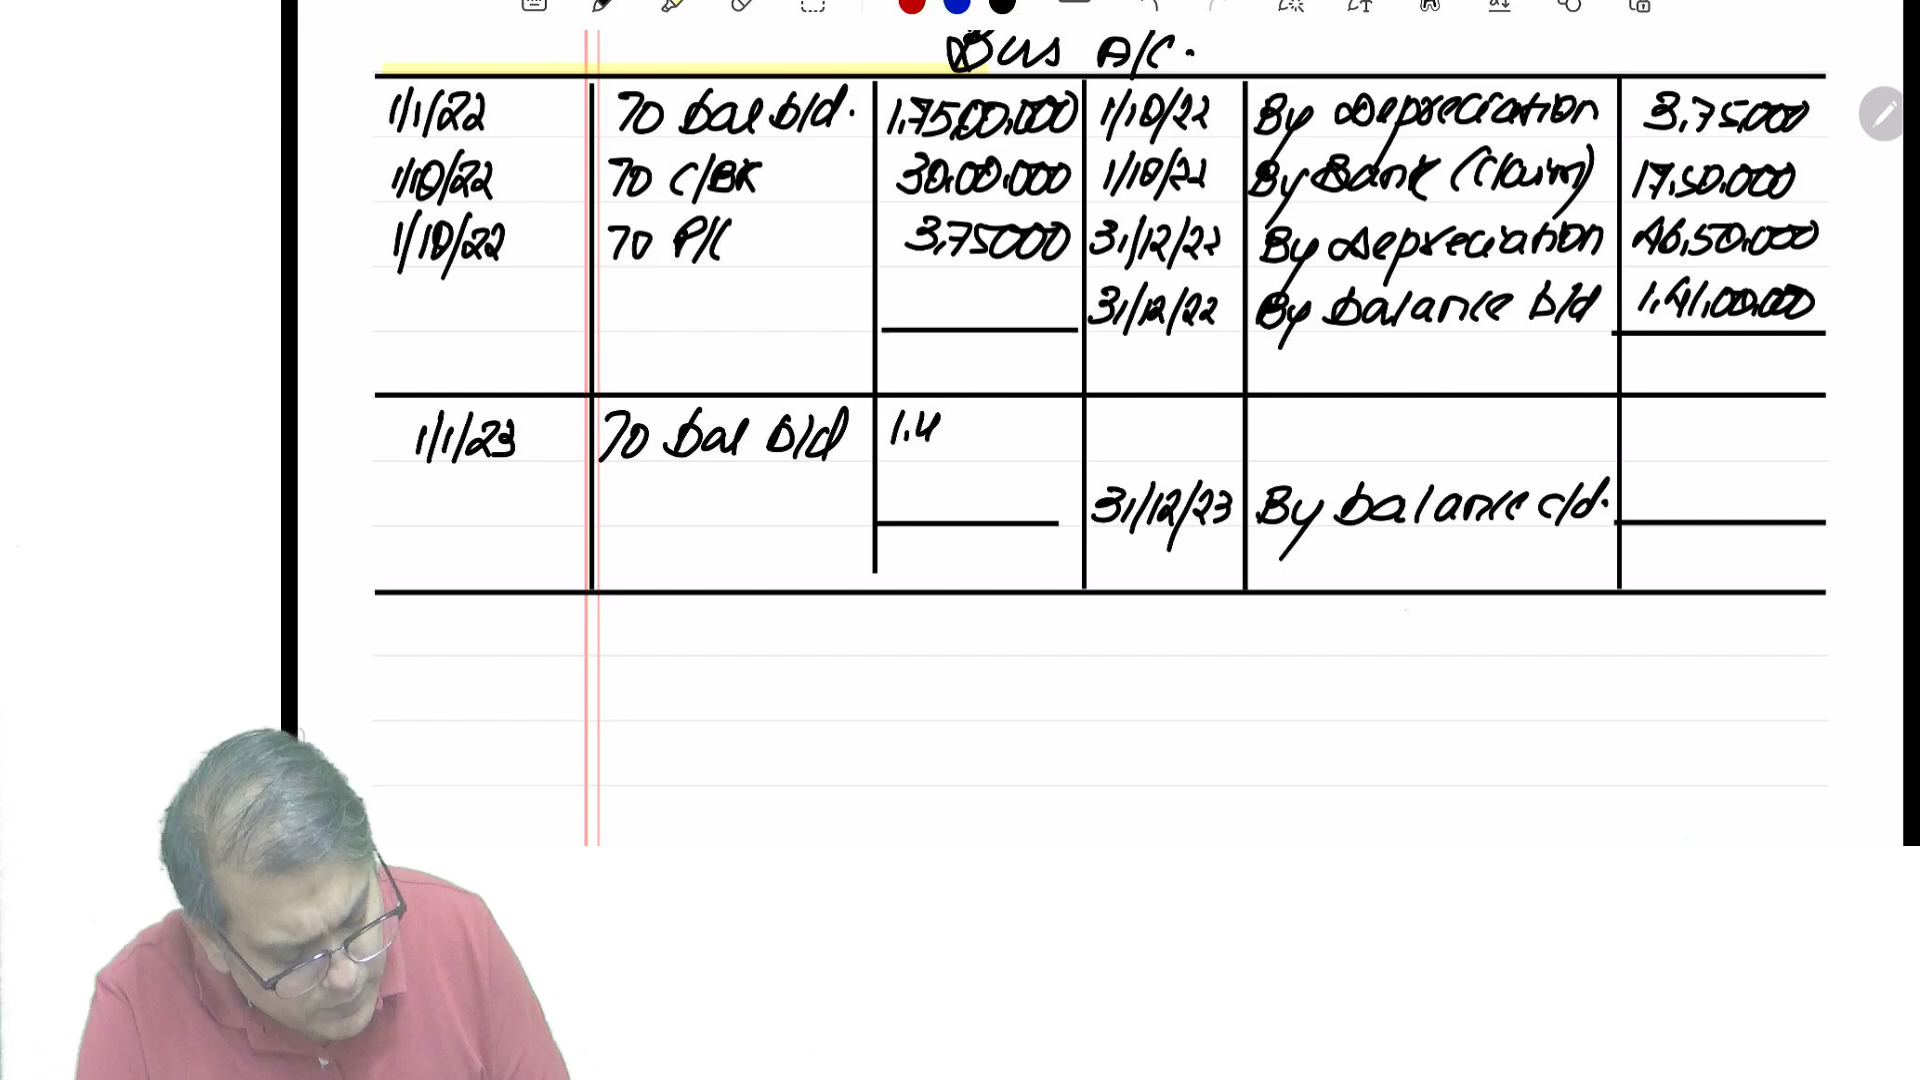 Bus A/C.
1/1/22 To bal b/d. 1,75,00,000 1/10/22 By Depreciation 3,75,000
1/10/22 To C/BK 30,00,000 1/10/22 By Bank (Claim) 17,50,000
1/10/22 To P/L 3,75000 31/12/22 By Depreciation 46,50,000
31/12/22 By balance b/d 1,41,00,000
1/1/23 To bal b/d 1,4
31/12/23 By balance c/d.